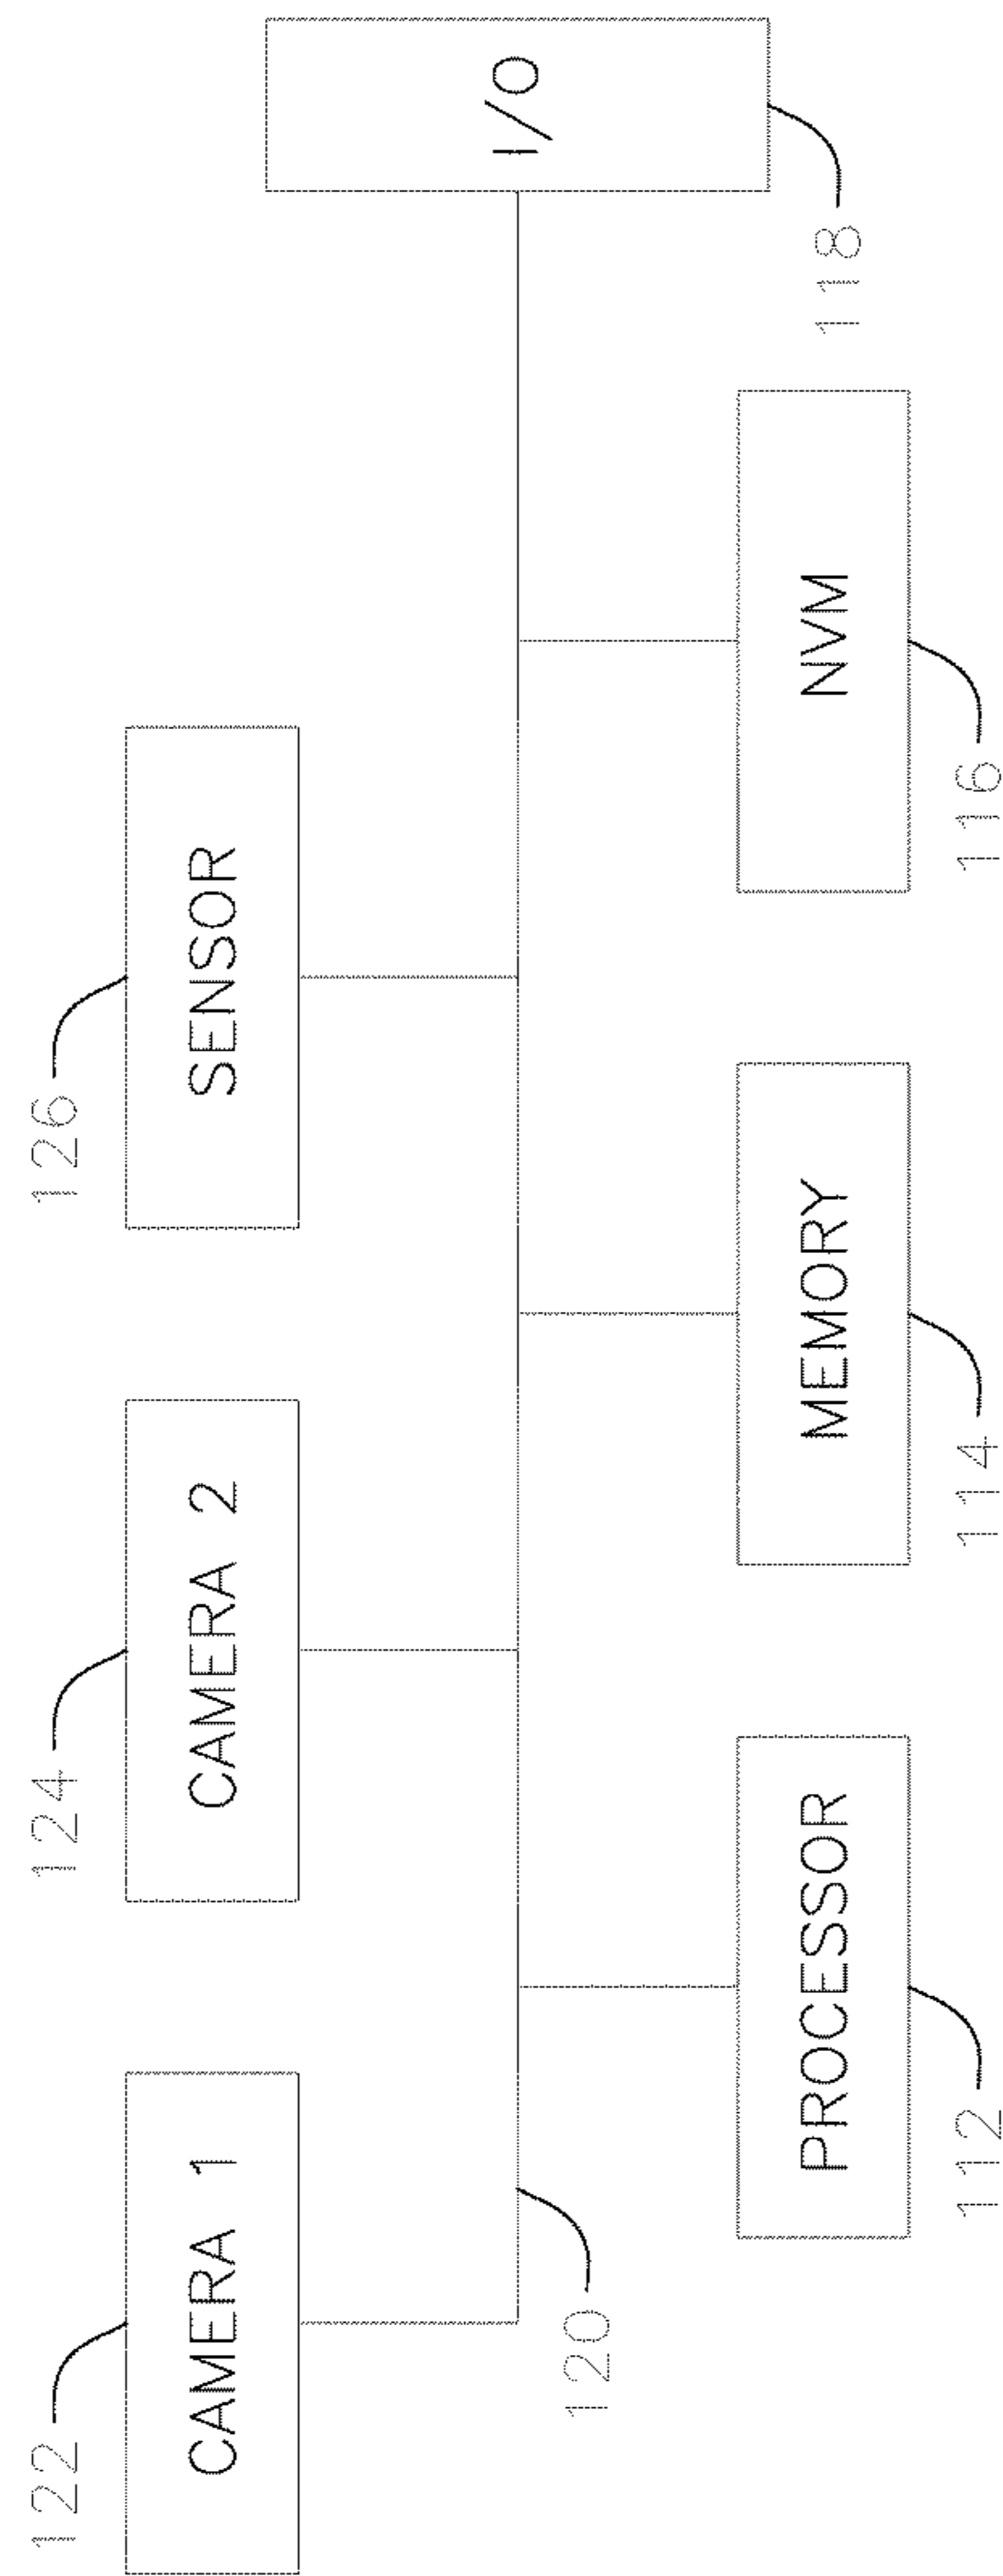 122
CAMERA 1
124
CAMERA 2
126
SENSOR
120
I/O
118
PROCESSOR
112
MEMORY
114
NVM
116